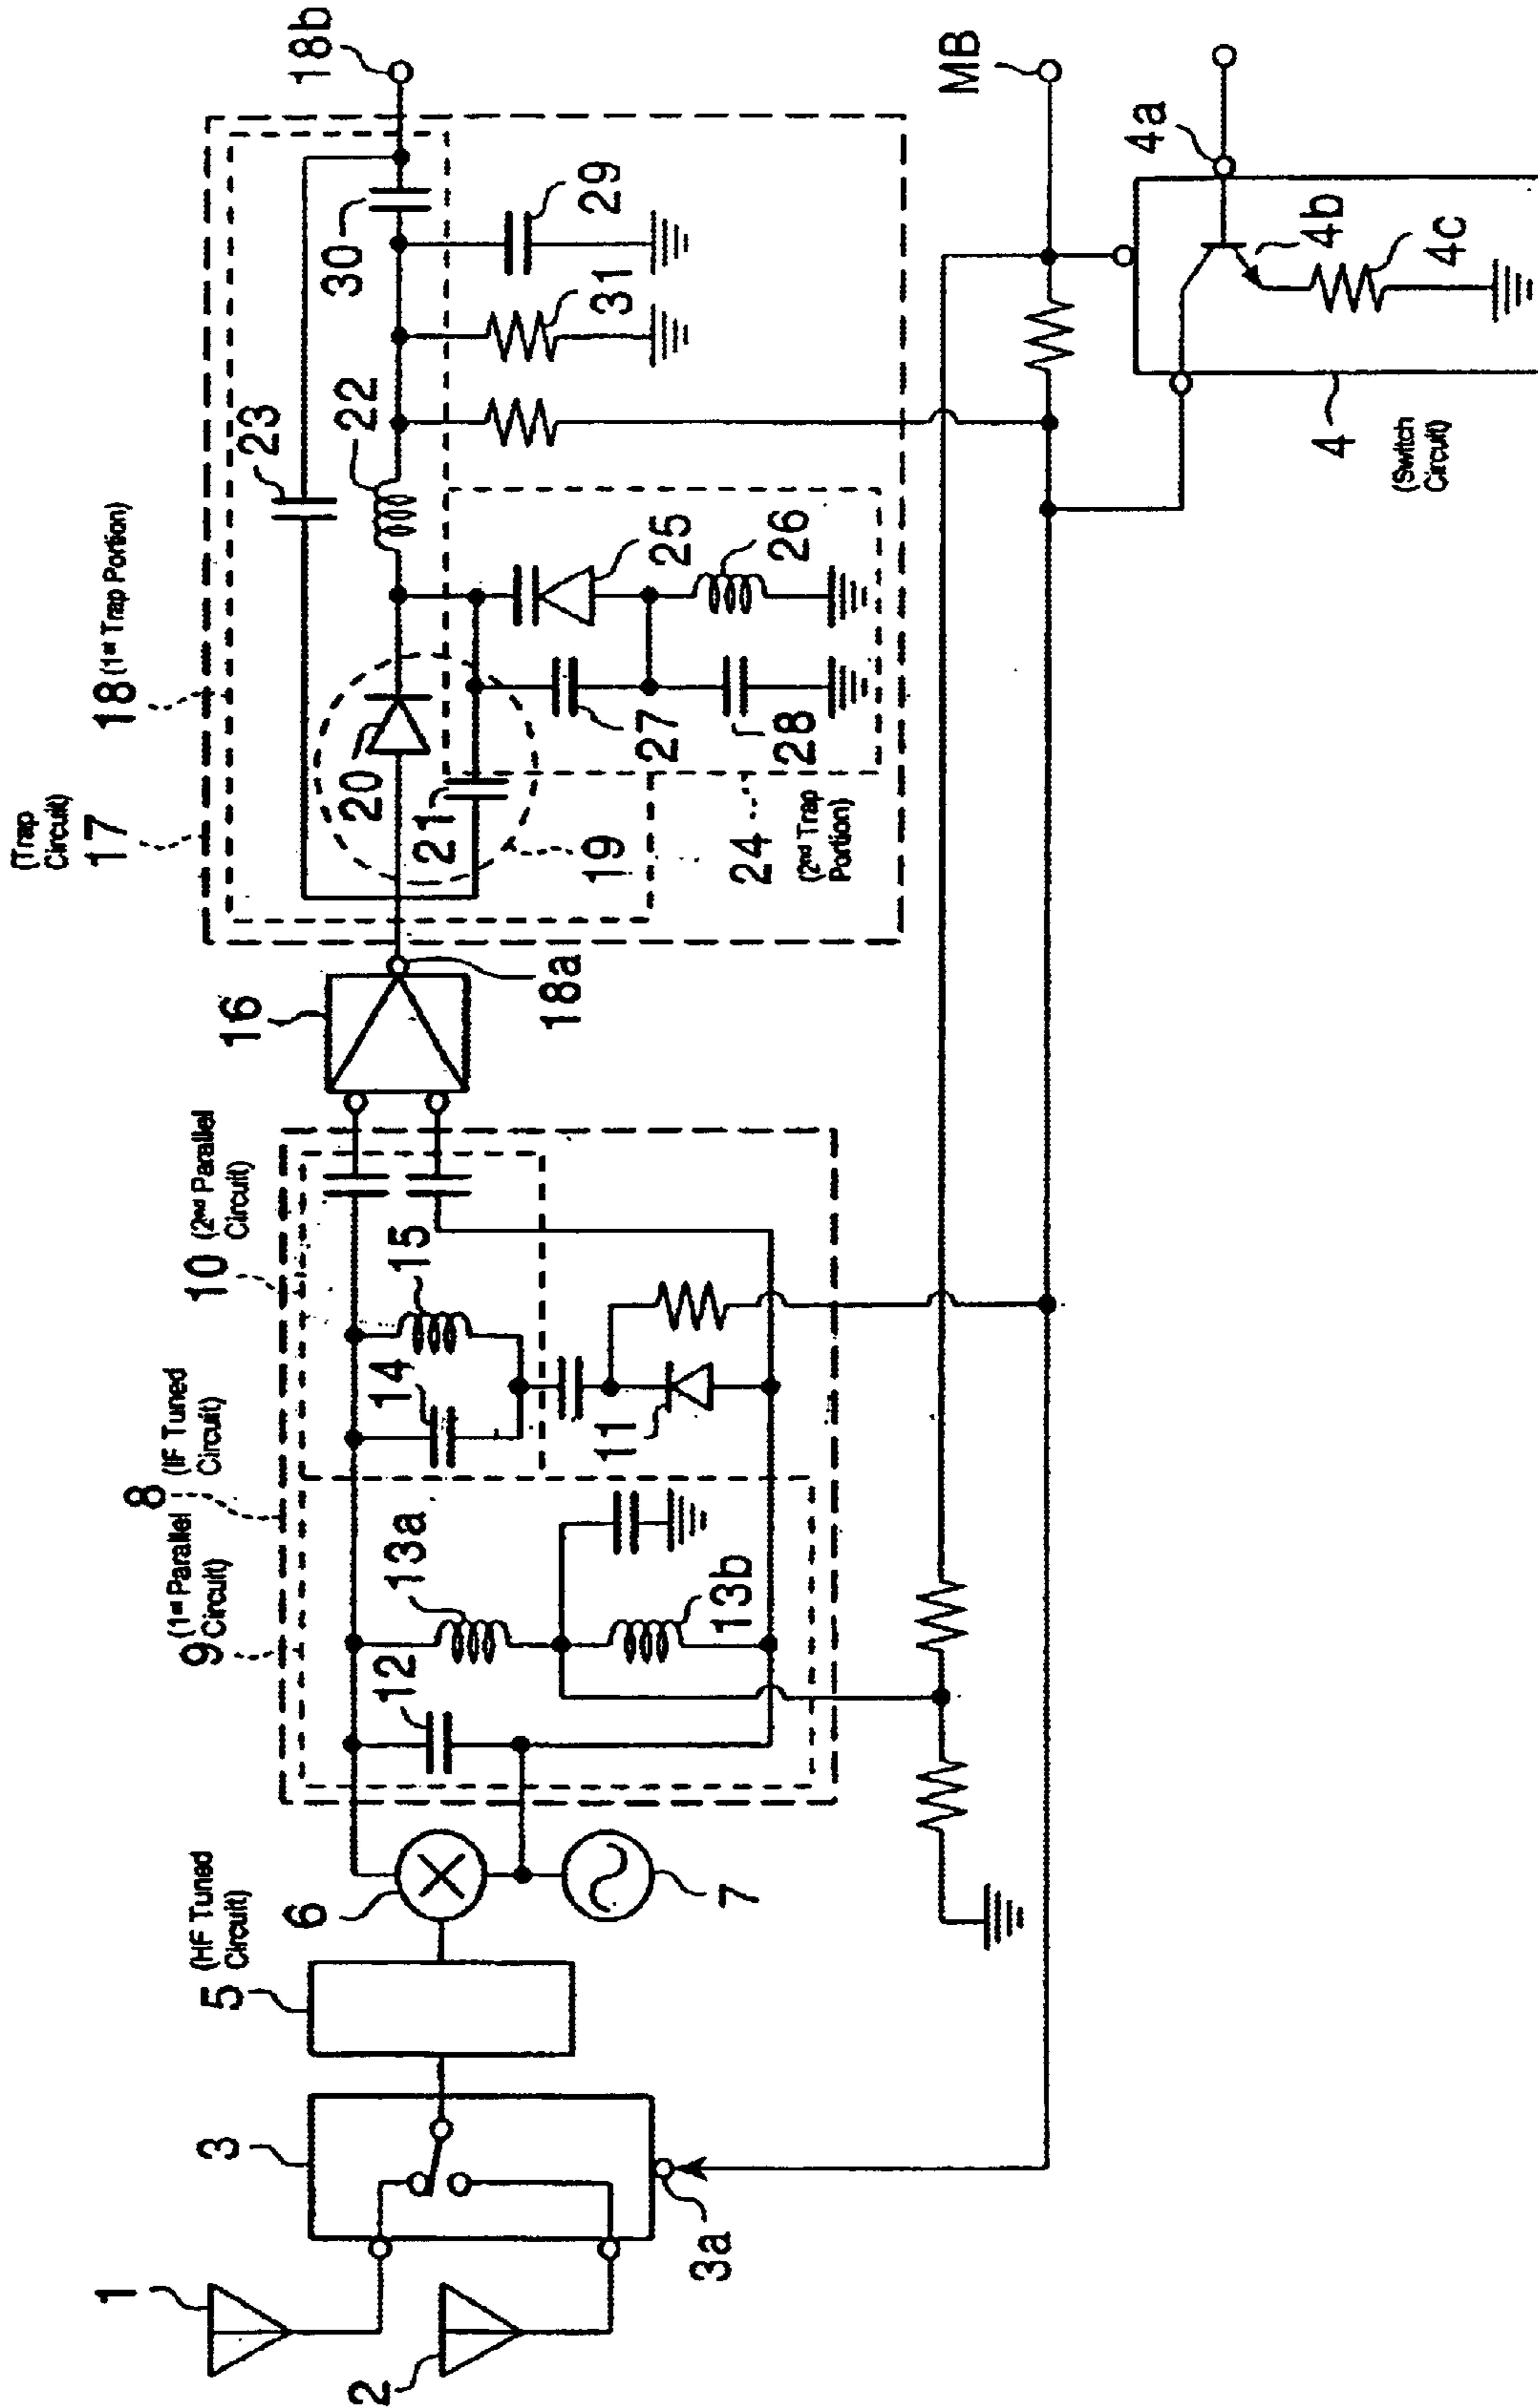 1
2
3
3a
5
(HF Tuned
Circuit)
6
7
8
(IF Tuned
Circuit)
9
(1st Parallel
Circuit)
12
13a
13b
10
(2nd Parallel
Circuit)
14
15
11
16
18a
(Trap
Circuit)
17
18
(1st Trap Portion)
23
20
21
19
22
24
(2nd Trap
Portion)
27
28
25
26
30
31
29
18b
MB
4
(Switch
Circuit)
4a
4b
4c